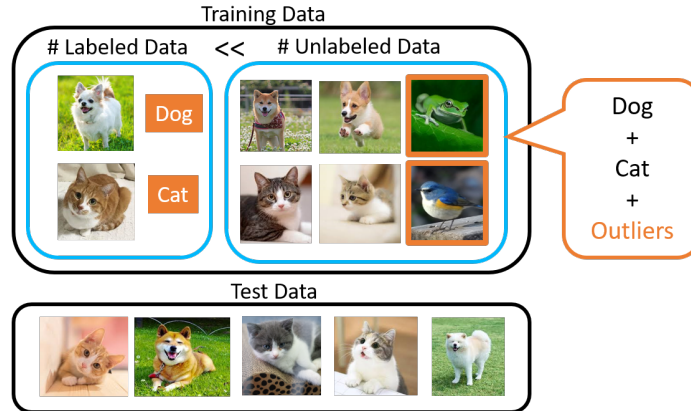 Training Data
# Labeled Data << # Unlabeled Data
Dog
Cat
Dog
+
Cat
+
Outliers
Test Data